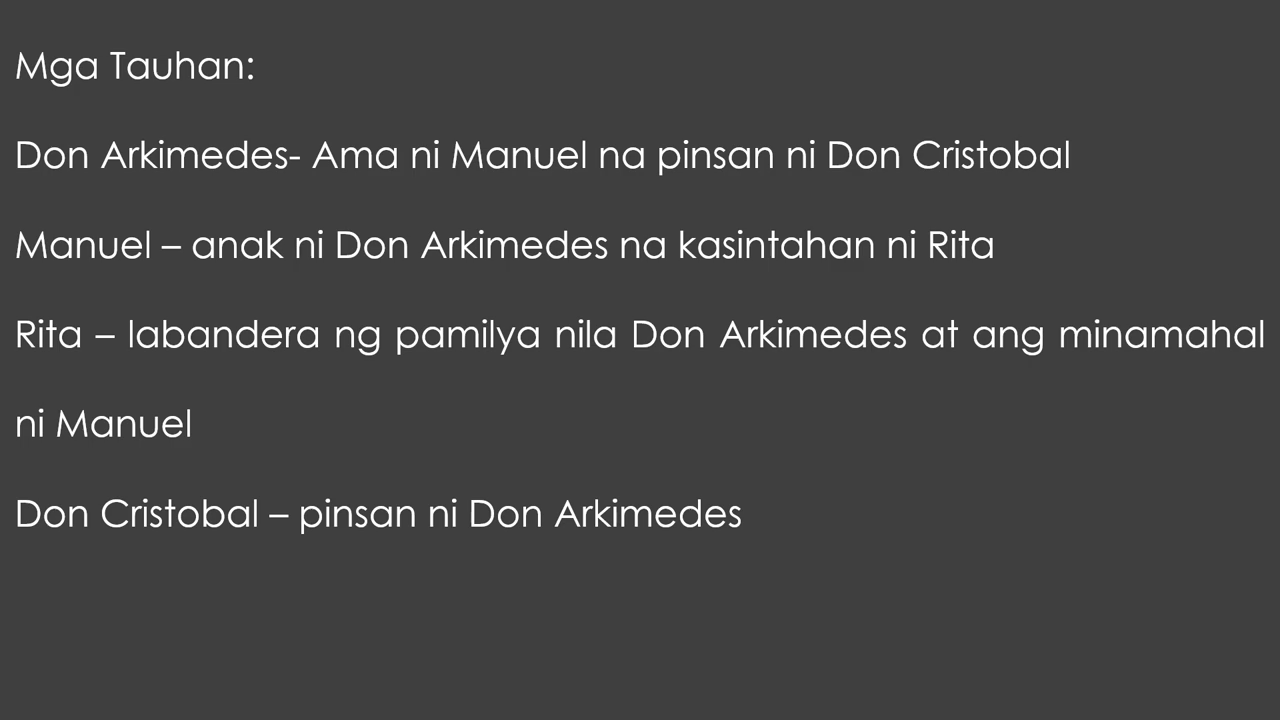 Mga Tauhan:
Don Arkimedes- Ama ni Manuel na pinsan ni Don Cristobal
Manuel – anak ni Don Arkimedes na kasintahan ni Rita
Rita – labandera ng pamilya nila Don Arkimedes at ang minamahal
ni Manuel
Don Cristobal – pinsan ni Don Arkimedes